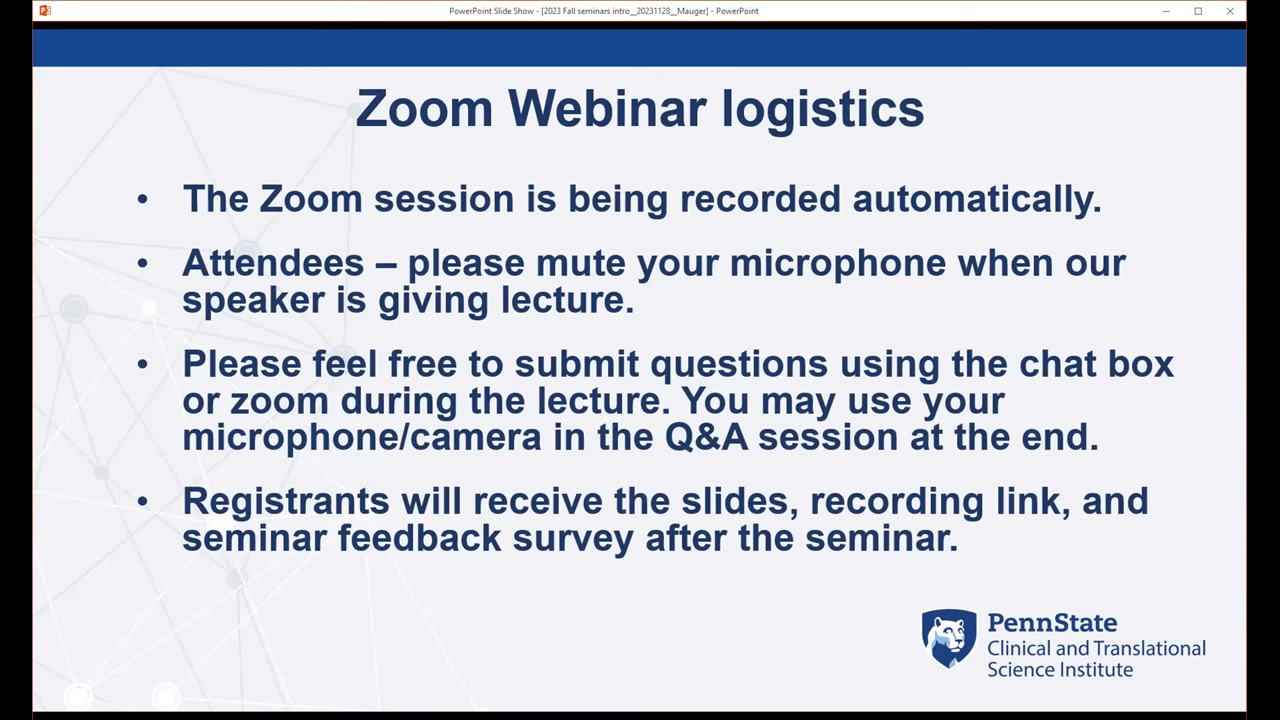 PowerPoint Slide Show - [2023 Fall seminars intro__20231128__Mauger] - PowerPoint
Zoom Webinar logistics
• The Zoom session is being recorded automatically.
• Attendees – please mute your microphone when our
speaker is giving lecture.
• Please feel free to submit questions using the chat box
or zoom during the lecture. You may use your
microphone/camera in the Q&A session at the end.
• Registrants will receive the slides, recording link, and
seminar feedback survey after the seminar.
PennState
Clinical and Translational
Science Institute